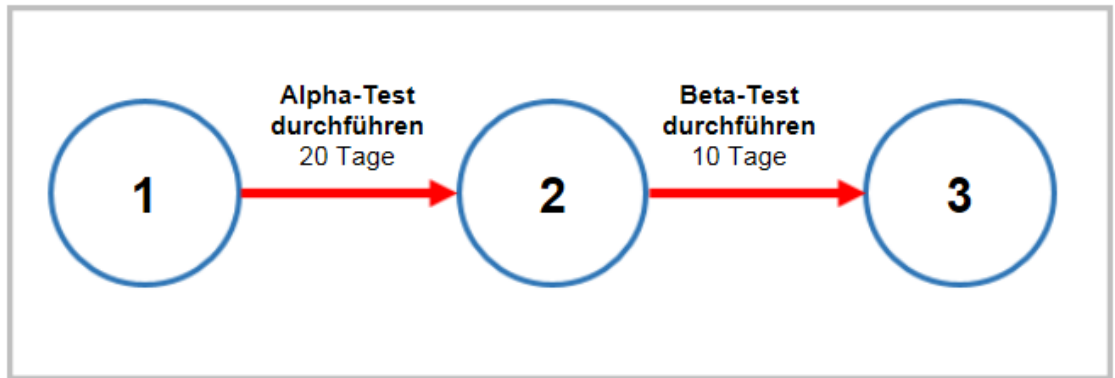 Alpha-Test
durchführen
20 Tage
Beta-Test
durchführen
10 Tage
1
2
3